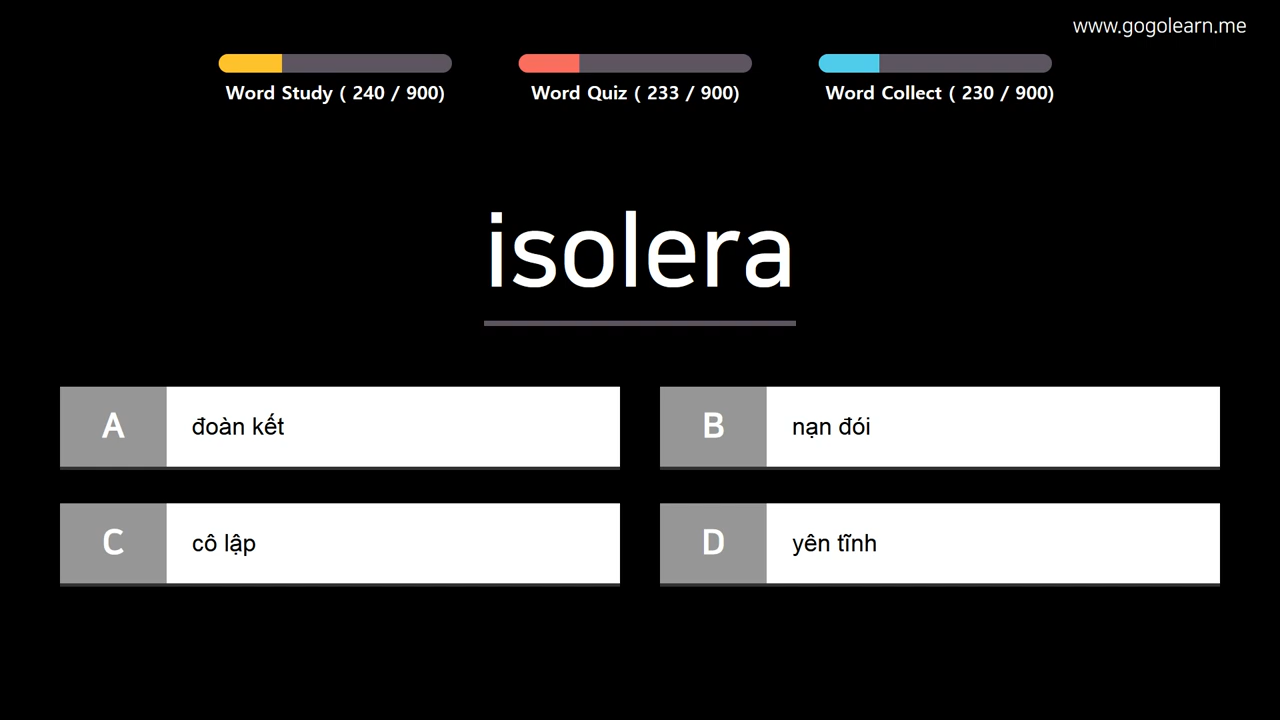 www.gogolearn.me
Word Study ( 240 / 900)
Word Quiz ( 233 / 900)
Word Collect ( 230 / 900)
isolera
A đoàn kết
B nạn đói
C cô lập
D yên tĩnh